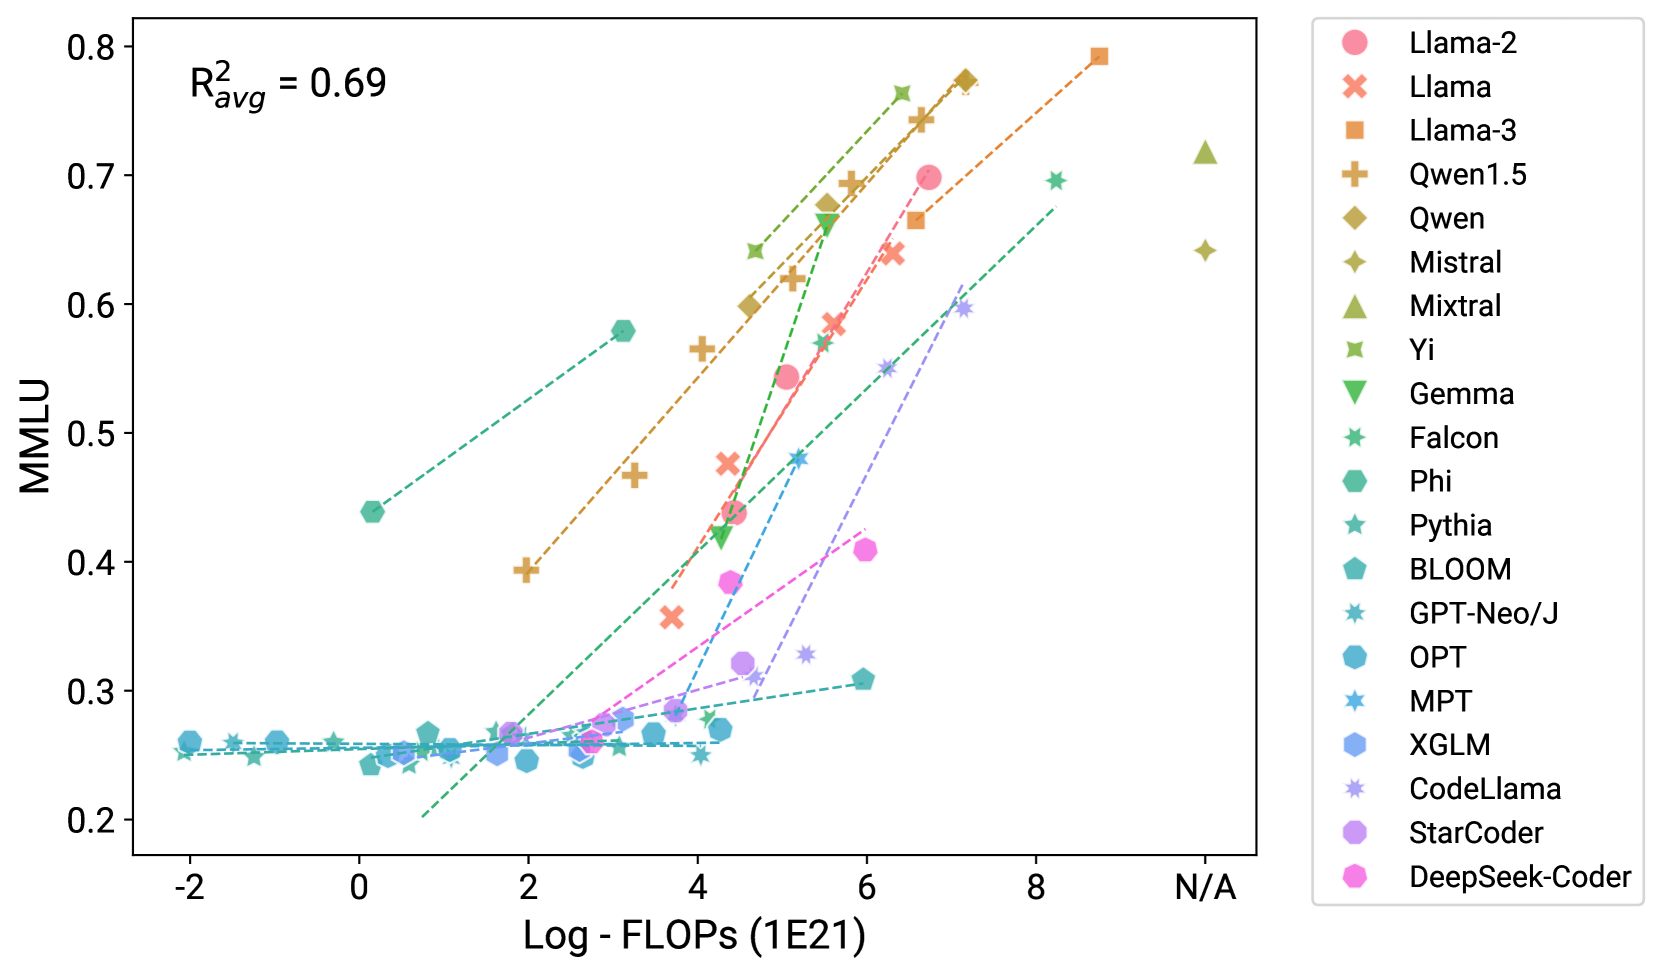 R²avg = 0.69
MMLU
0.8
0.7
0.6
0.5
0.4
0.3
0.2
-2 0 2 4 6 8 N/A
Log - FLOPs (1E21)
Llama-2
Llama
Llama-3
Qwen1.5
Qwen
Mistral
Mixtral
Yi
Gemma
Falcon
Phi
Pythia
BLOOM
GPT-Neo/J
OPT
MPT
XGLM
CodeLlama
StarCoder
DeepSeek-Coder